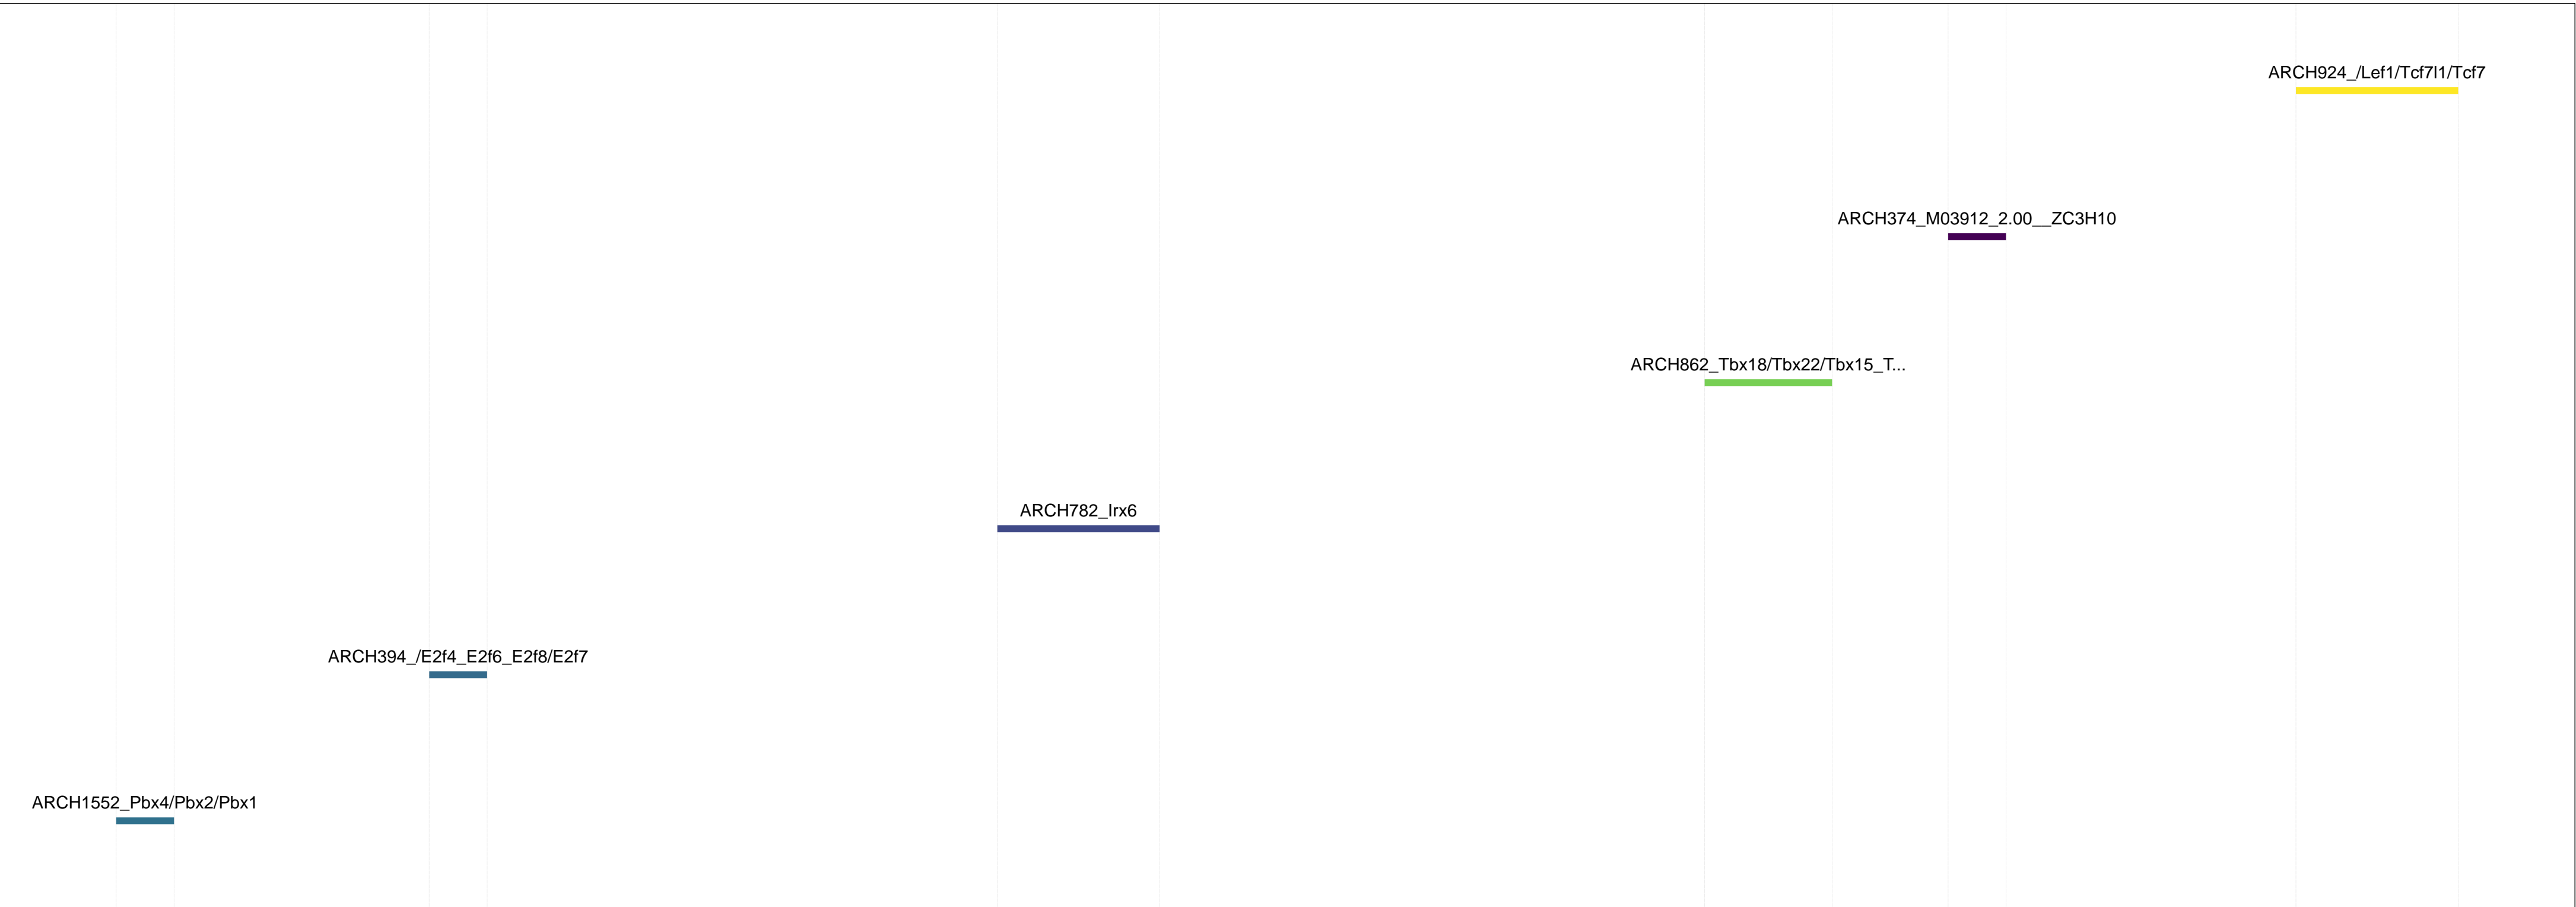 ARCH924_/Lef1/Tcf7l1/Tcf7
ARCH374_M03912_2.00__ZC3H10
ARCH862_Tbx18/Tbx22/Tbx15_T...
ARCH782_Irx6
ARCH394_/E2f4_E2f6_E2f8/E2f7
ARCH1552_Pbx4/Pbx2/Pbx1